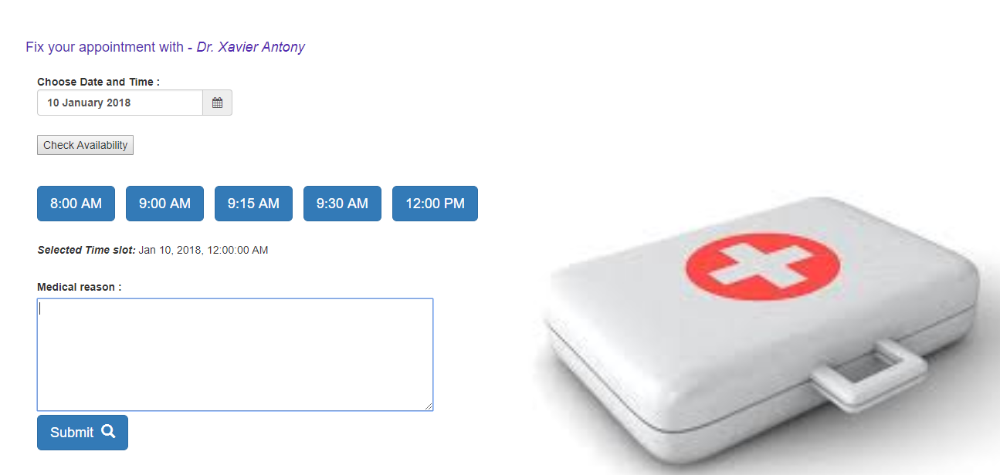 Fix your appointment with - Dr. Xavier Antony
Choose Date and Time :
10 January 2018
Check Availability
8:00 AM 9:00 AM 9:15 AM 9:30 AM 12:00 PM
Selected Time slot: Jan 10, 2018, 12:00:00 AM
Medical reason :
Submit